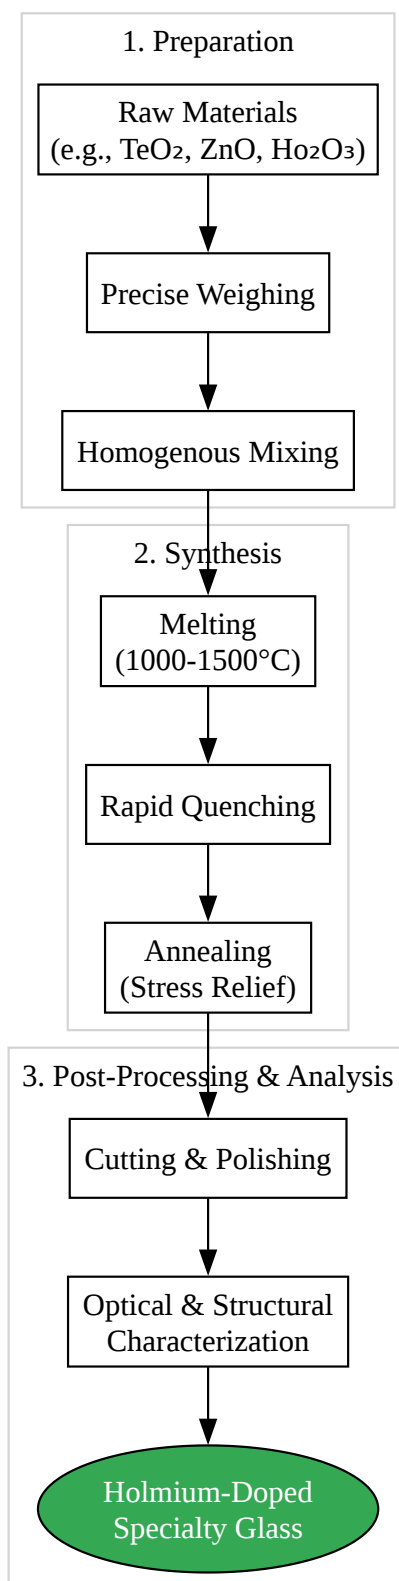 1. Preparation
Raw Materials
(e.g., TeO₂, ZnO, Ho₂O₃)
Precise Weighing
Homogenous Mixing
2. Synthesis
Melting
(1000-1500°C)
Rapid Quenching
Annealing
(Stress Relief)
3. Post-Processing & Analysis
Cutting & Polishing
Optical & Structural
Characterization
Holmium-Doped
Specialty Glass